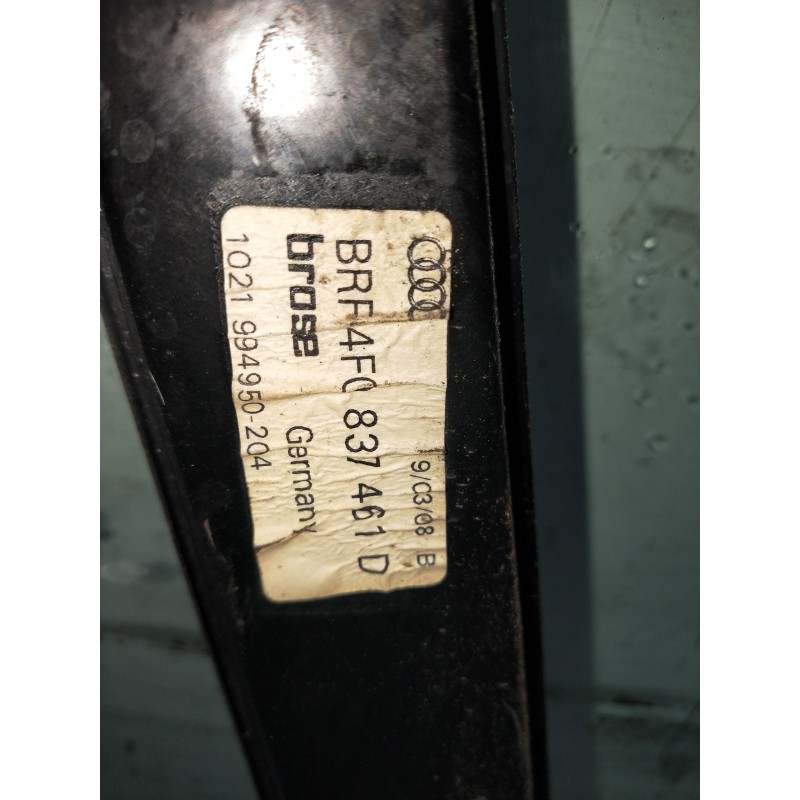 9/03/08 B
BRF 4F0 837 461 D
brose Germany
1021 994950-204